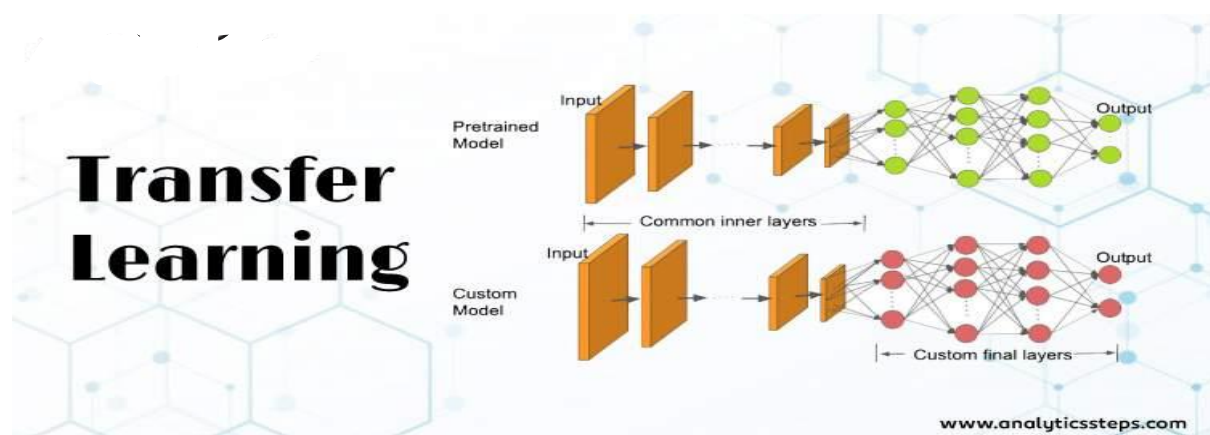 Transfer
Learning
Input
Pretrained
Model
Output
Common inner layers
Input
Custom
Model
Output
Custom final layers
www.analyticssteps.com